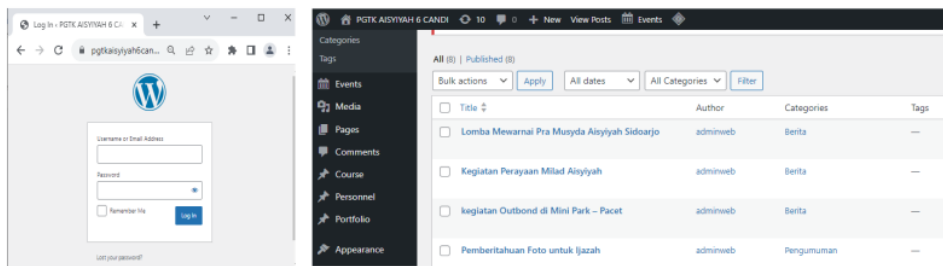 Log In ‹ PGTK AISYIYAH 6 CA
pgtkaisyiyah6can...
Username or Email Address
Password
Remember Me
Log In
Lost your password?
PGTK AISYIYAH 6 CANDI 10 0 + New View Posts Events
Categories
Tags
Events
Media
Pages
Comments
Course
Personnel
Portfolio
Appearance
All (8) | Published (8)
Bulk actions Apply All dates All Categories Filter
Title Author Categories Tags
Lomba Mewarnai Pra Musyda Aisyiyah Sidoarjo adminweb Berita —
Kegiatan Perayaan Milad Aisyiyah adminweb Berita —
kegiatan Outbond di Mini Park – Pacet adminweb Berita —
Pemberitahuan Foto untuk Ijazah adminweb Pengumuman —